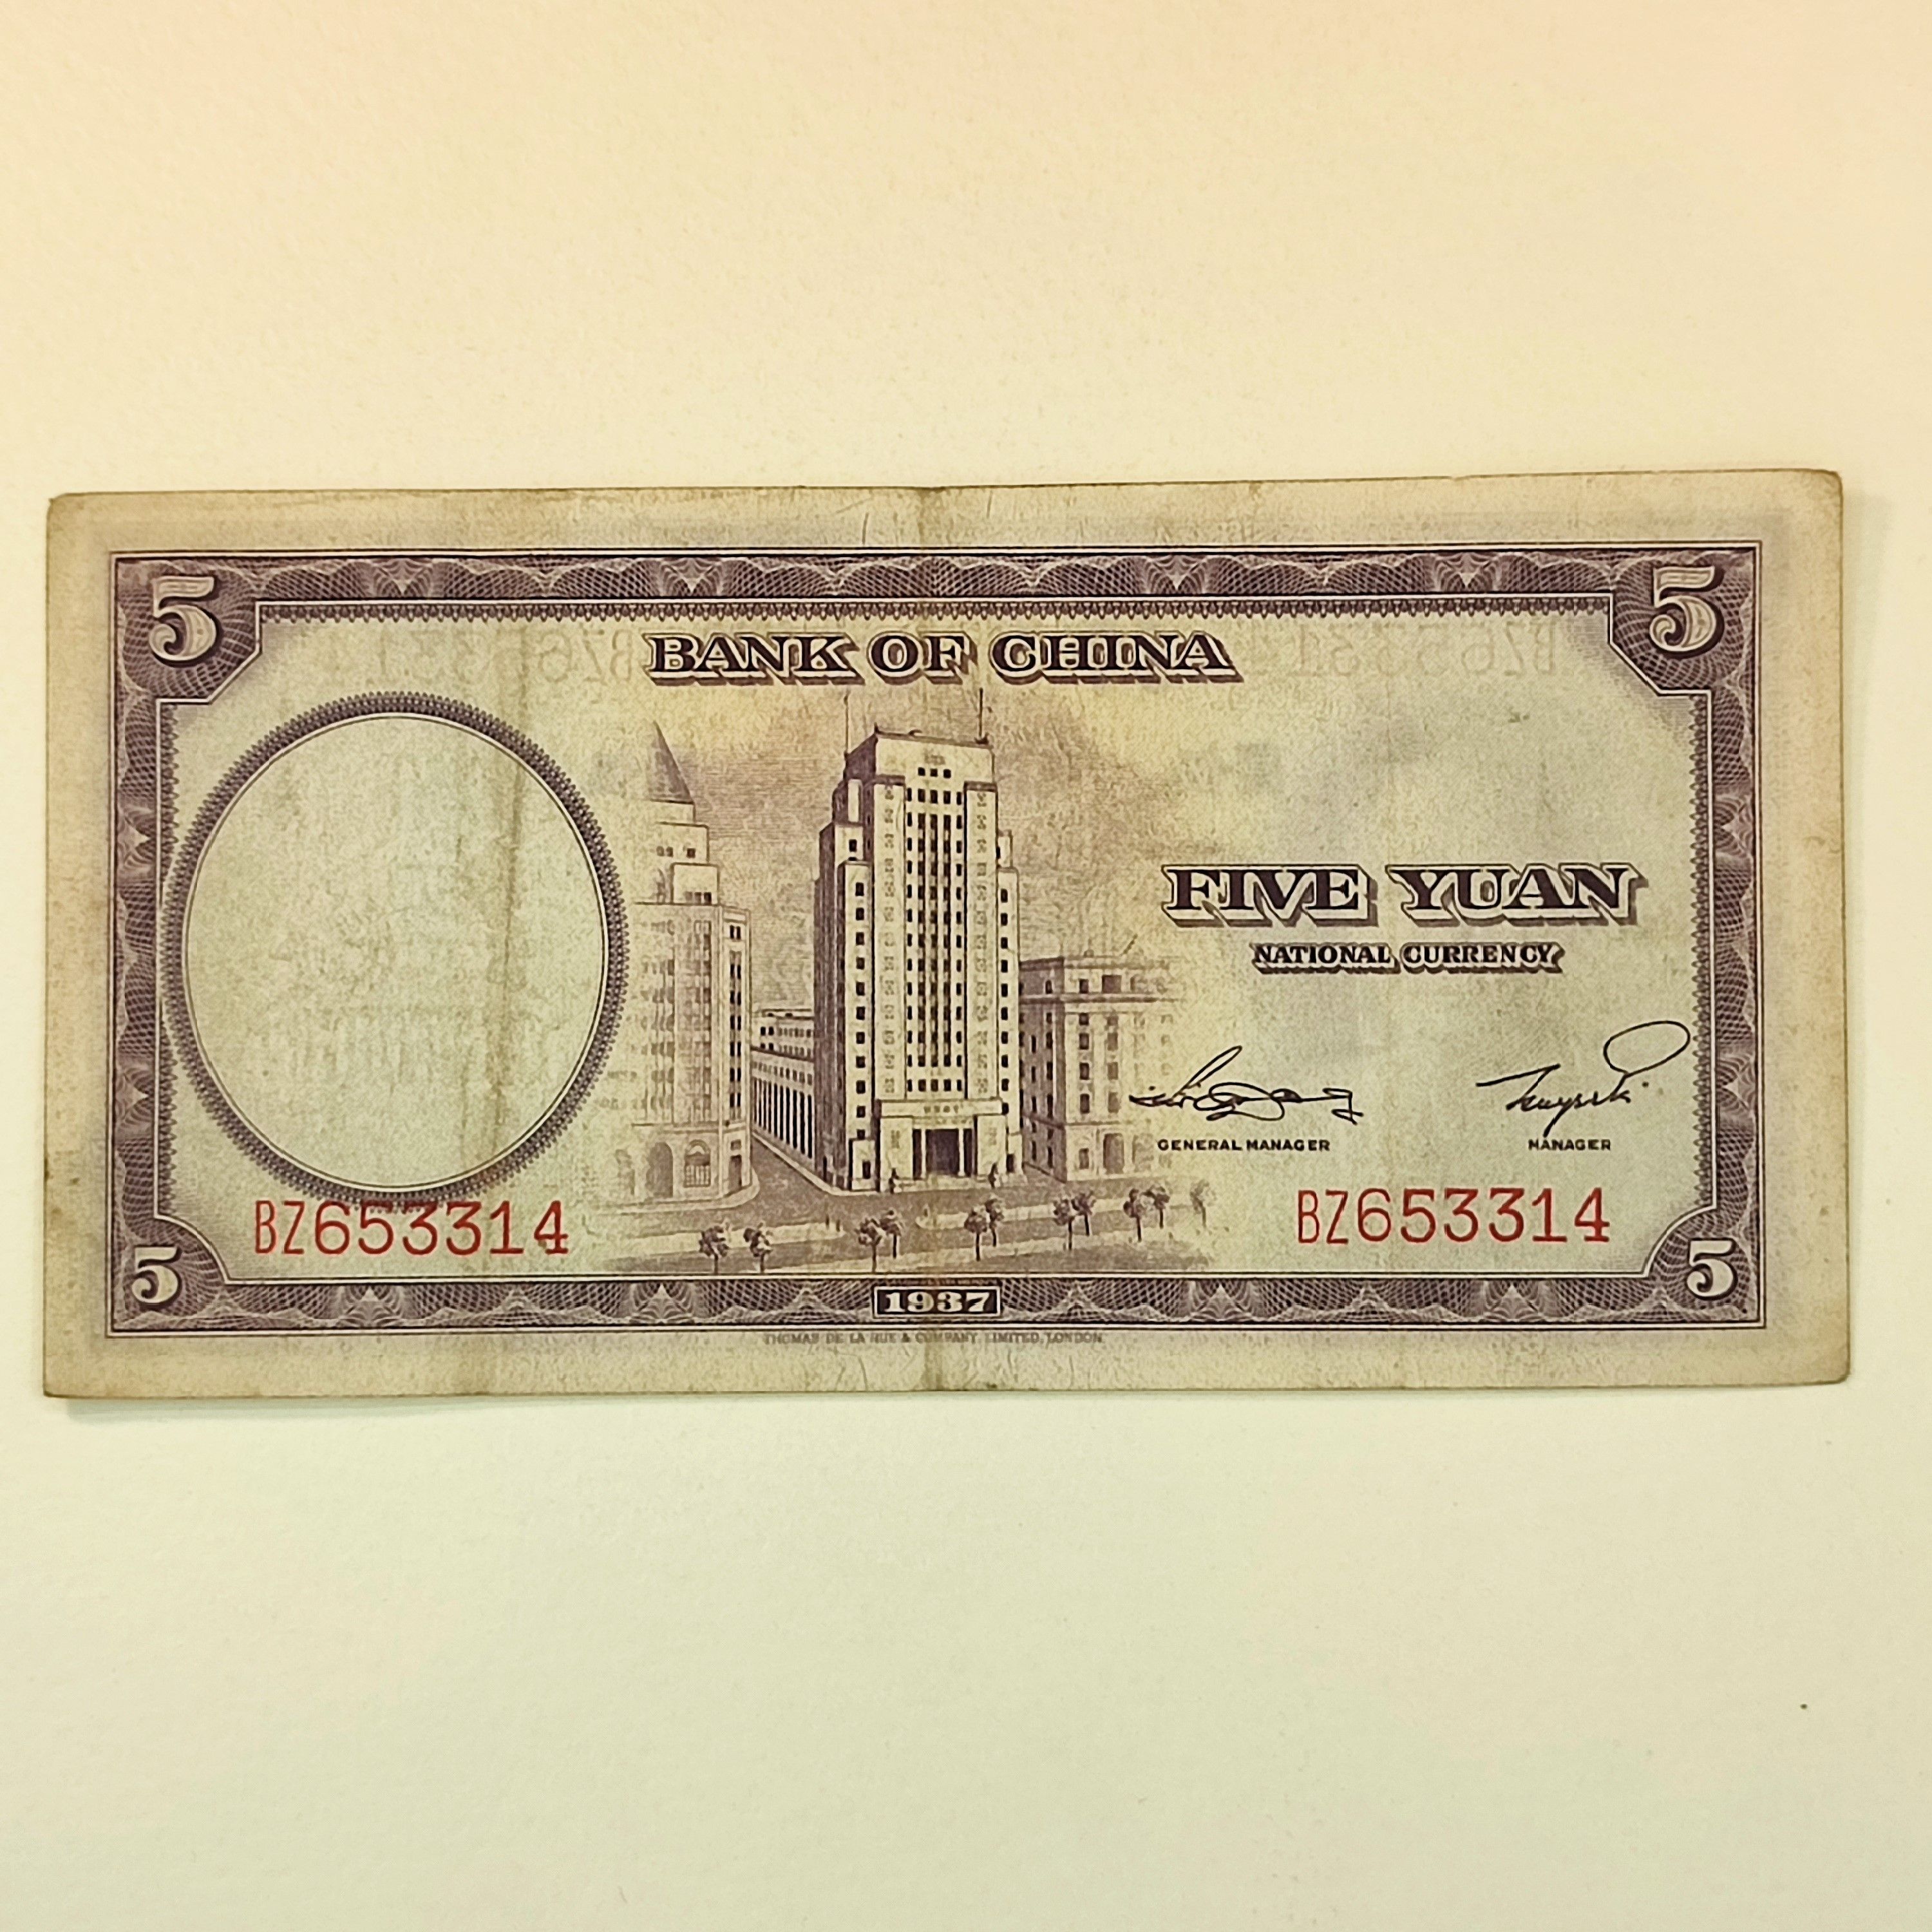 5 5
BANK OF CHINA
FIVE YUAN
NATIONAL CURRENCY
GENERAL MANAGER MANAGER
BZ653314 BZ653314
5 1937 5
THOMAS DE LA RUE & COMPANY, LIMITED, LONDON.